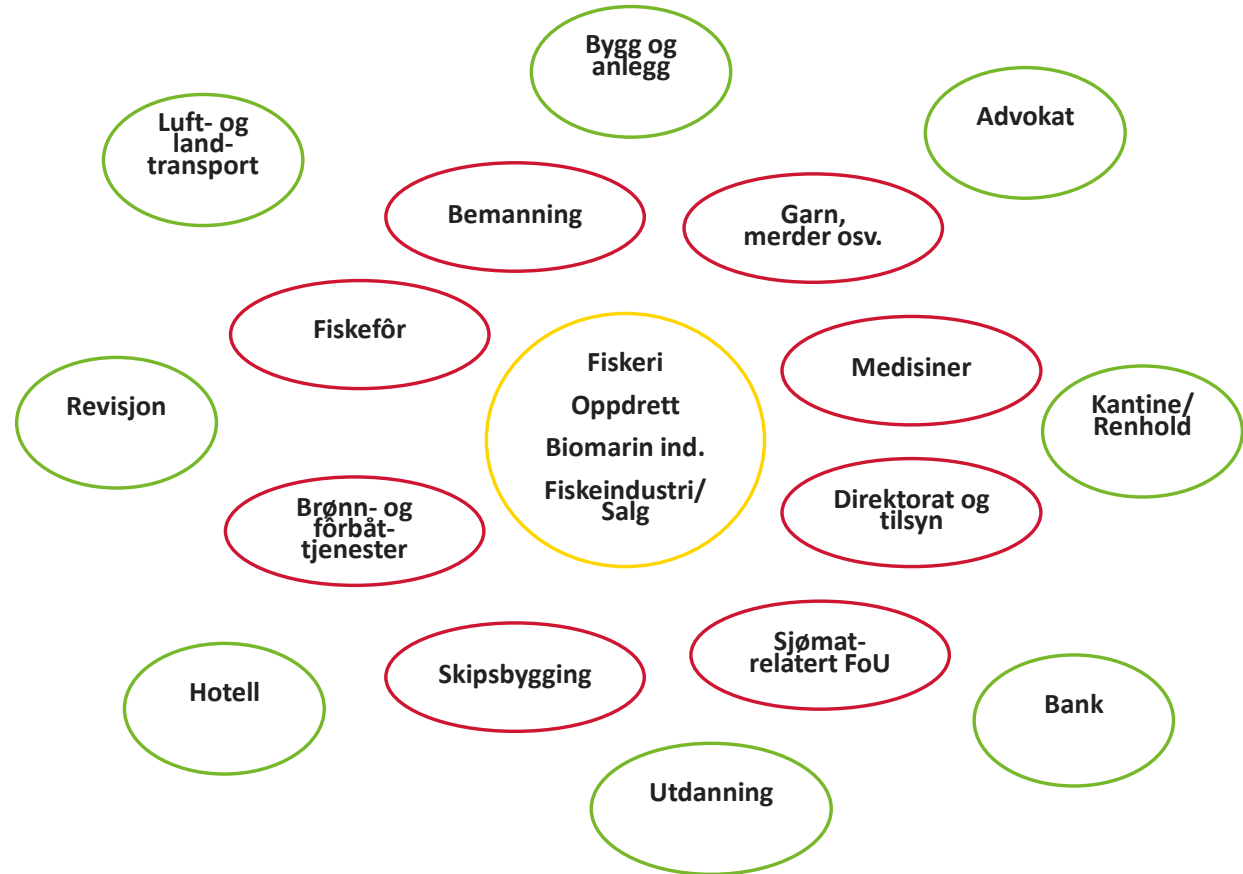 Bygg og
anlegg
Advokat
Luft- og
land-
transport
Bemanning
Garn,
merder osv.
Fiskefôr
Fiskeri
Oppdrett
Biomarin ind.
Fiskeindustri/
Salg
Medisiner
Revisjon
Kantine/
Renhold
Brønn- og
fôrbåt-
tjenester
Direktorat og
tilsyn
Hotell
Skipsbygging
Sjømat-
relatert FoU
Bank
Utdanning